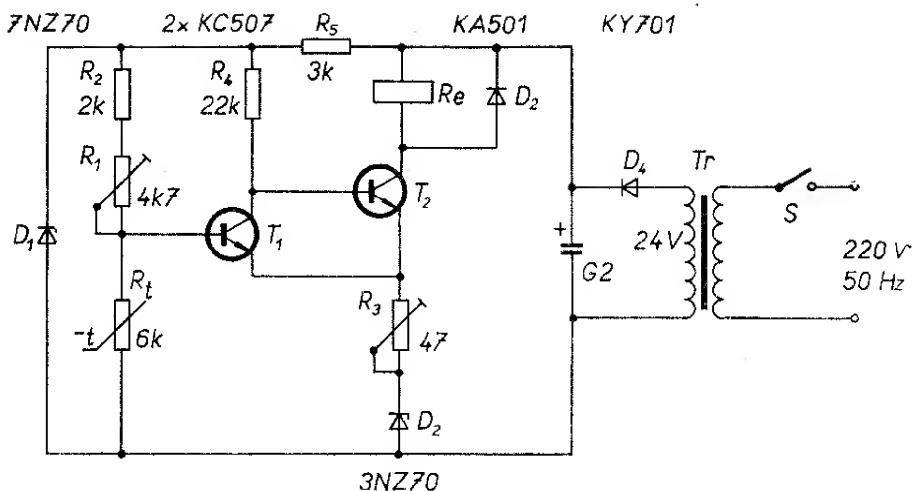 7NZ70 2x KC507 R5 KA501 KY701
3k
R2 R4 Re D2
2k 22k
R1 D4 Tr
4k7 T2
S
D1 T1 + 24V
G2 220 V
50 Hz
Rt R3
-t 6k 47
D2
3NZ70